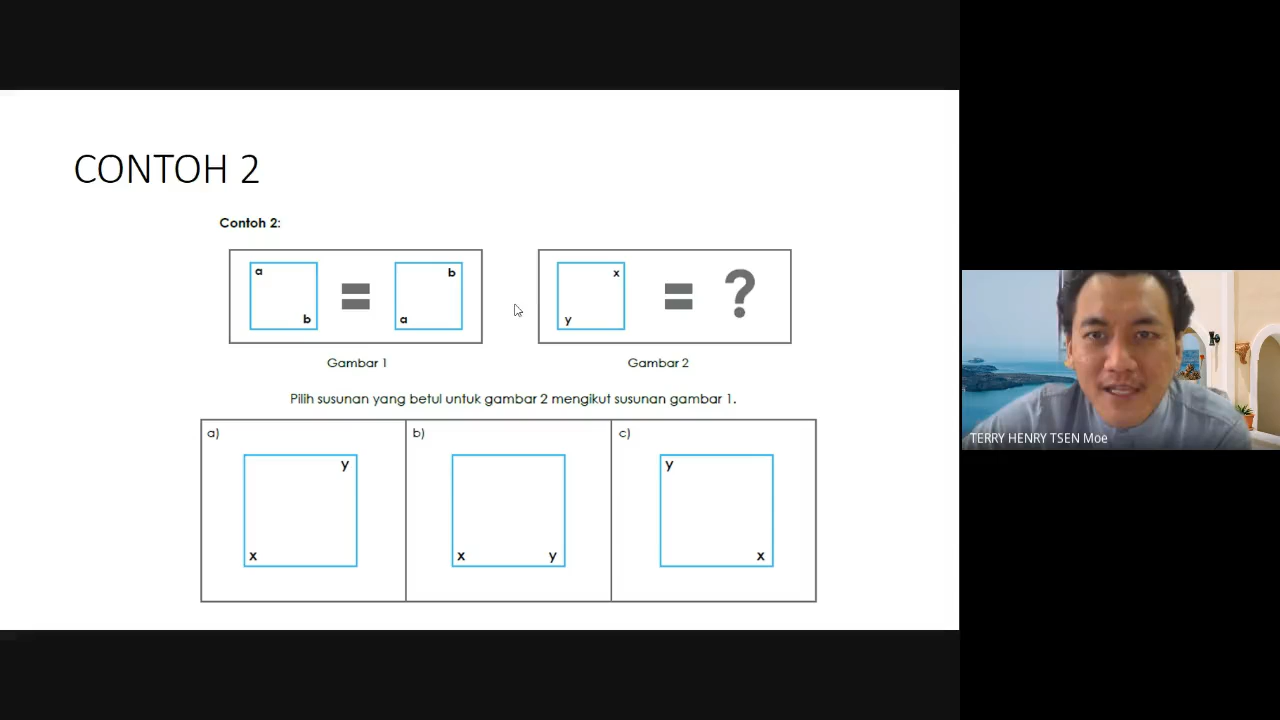 CONTOH 2
Contoh 2:
a
b
=
b
a
x
y
=
?
Gambar 1
Gambar 2
Pilih susunan yang betul untuk gambar 2 mengikut susunan gambar 1.
a)
y
x
b)
x y
c)
y
x
TERRY HENRY TSEN Moe